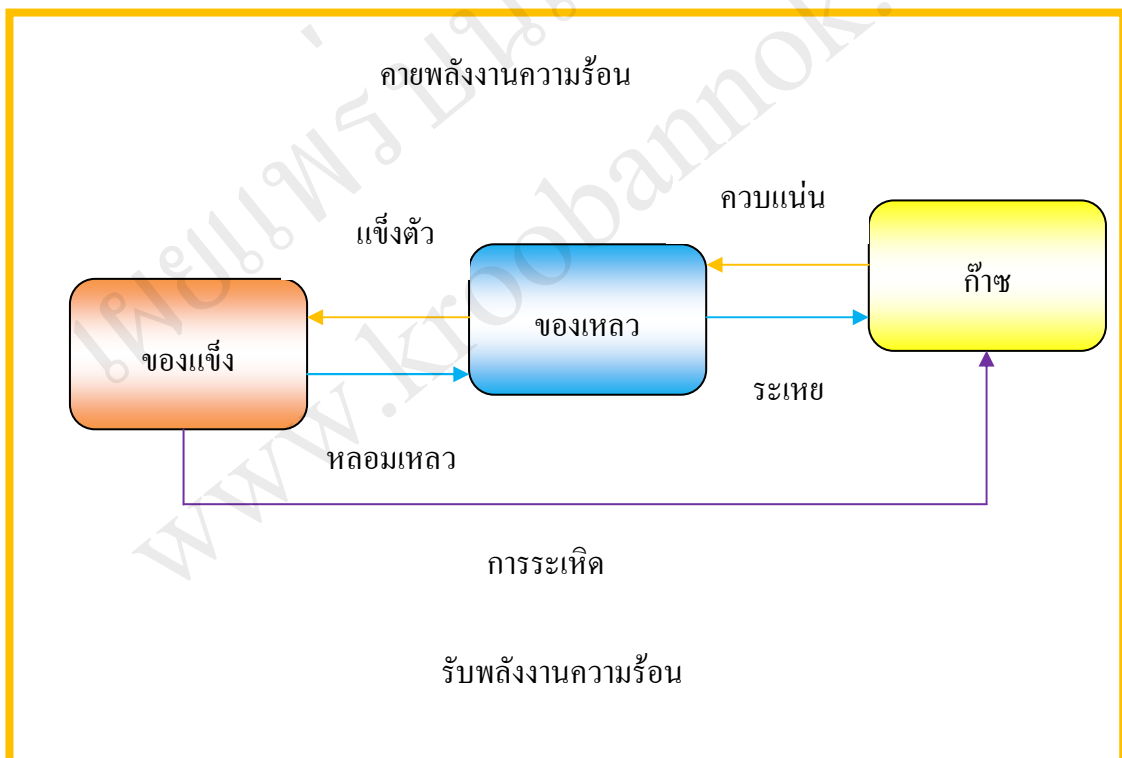 คายพลังงานความร้อน
ควบแน่น
แข็งตัว
ก๊าซ
ของเหลว
ของแข็ง
ระเหย
หลอมเหลว
การระเหิด
รับพลังงานความร้อน
www.kroobannok.